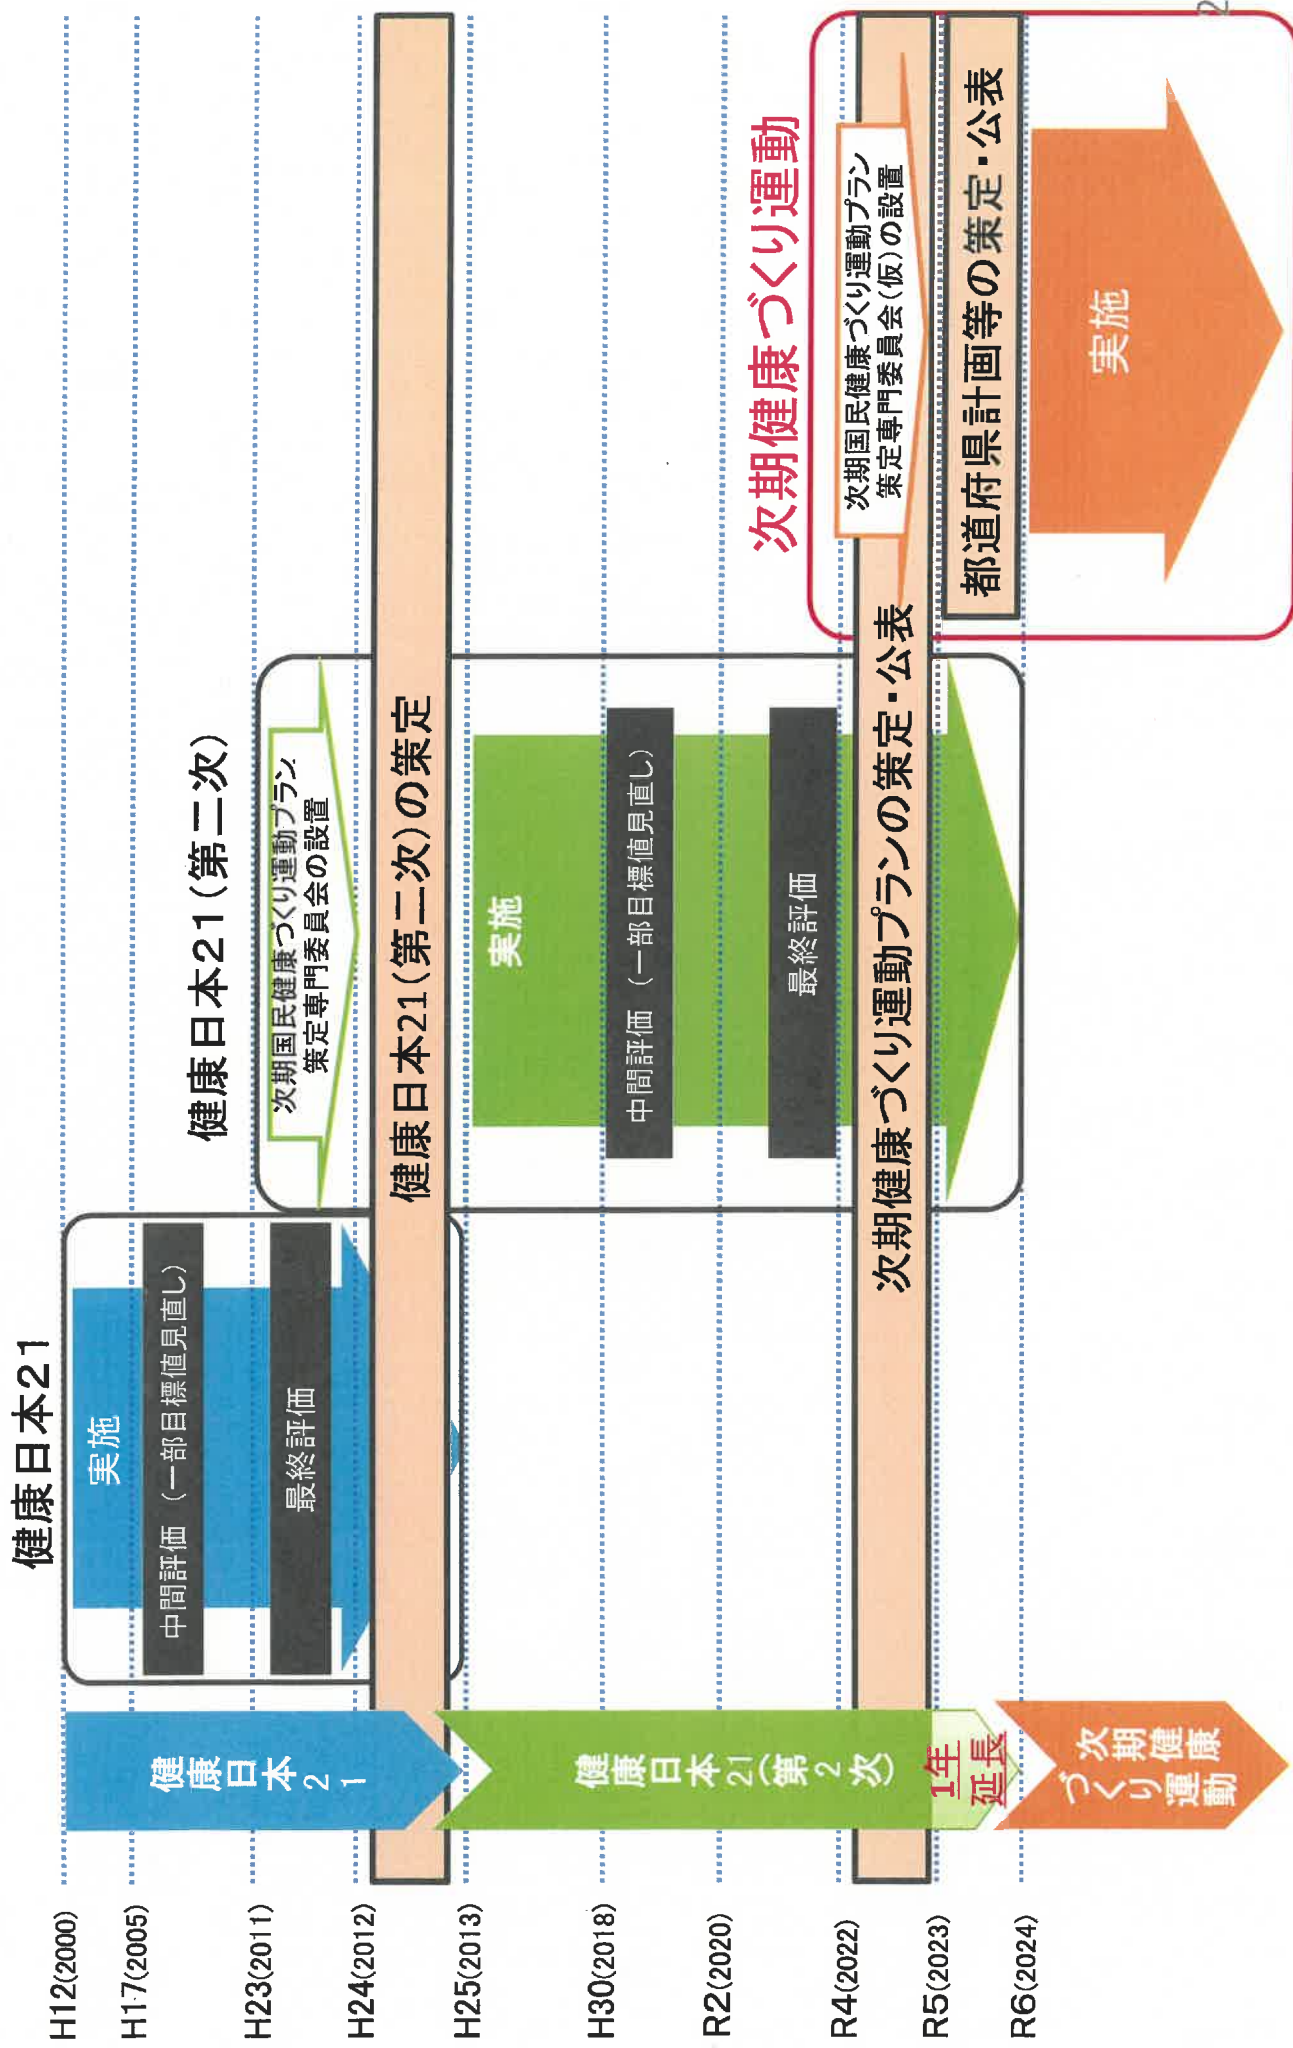 健康日本21
健康日本21(第二次)
次期健康づくり運動
H12(2000)
H17(2005)
H23(2011)
H24(2012)
H25(2013)
H30(2018)
R2(2020)
R4(2022)
R5(2023)
R6(2024)
健康日本21
健康日本21(第2次)
1年
延長
次期健康
づくり運動
実施
中間評価（一部目標値見直し）
最終評価
次期国民健康づくり運動プラン
策定専門委員会の設置
健康日本21(第二次)の策定
実施
中間評価（一部目標値見直し）
最終評価
次期国民健康づくり運動プラン
策定専門委員会(仮)の設置
次期健康づくり運動プランの策定・公表
都道府県計画等の策定・公表
実施
2